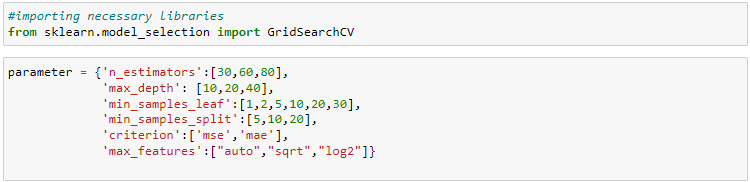 #importing necessary libraries
from sklearn.model_selection import GridSearchCV
parameter = {'n_estimators':[30,60,80],
'max_depth': [10,20,40],
'min_samples_leaf':[1,2,5,10,20,30],
'min_samples_split':[5,10,20],
'criterion':['mse','mae'],
'max_features':["auto","sqrt","log2"]}